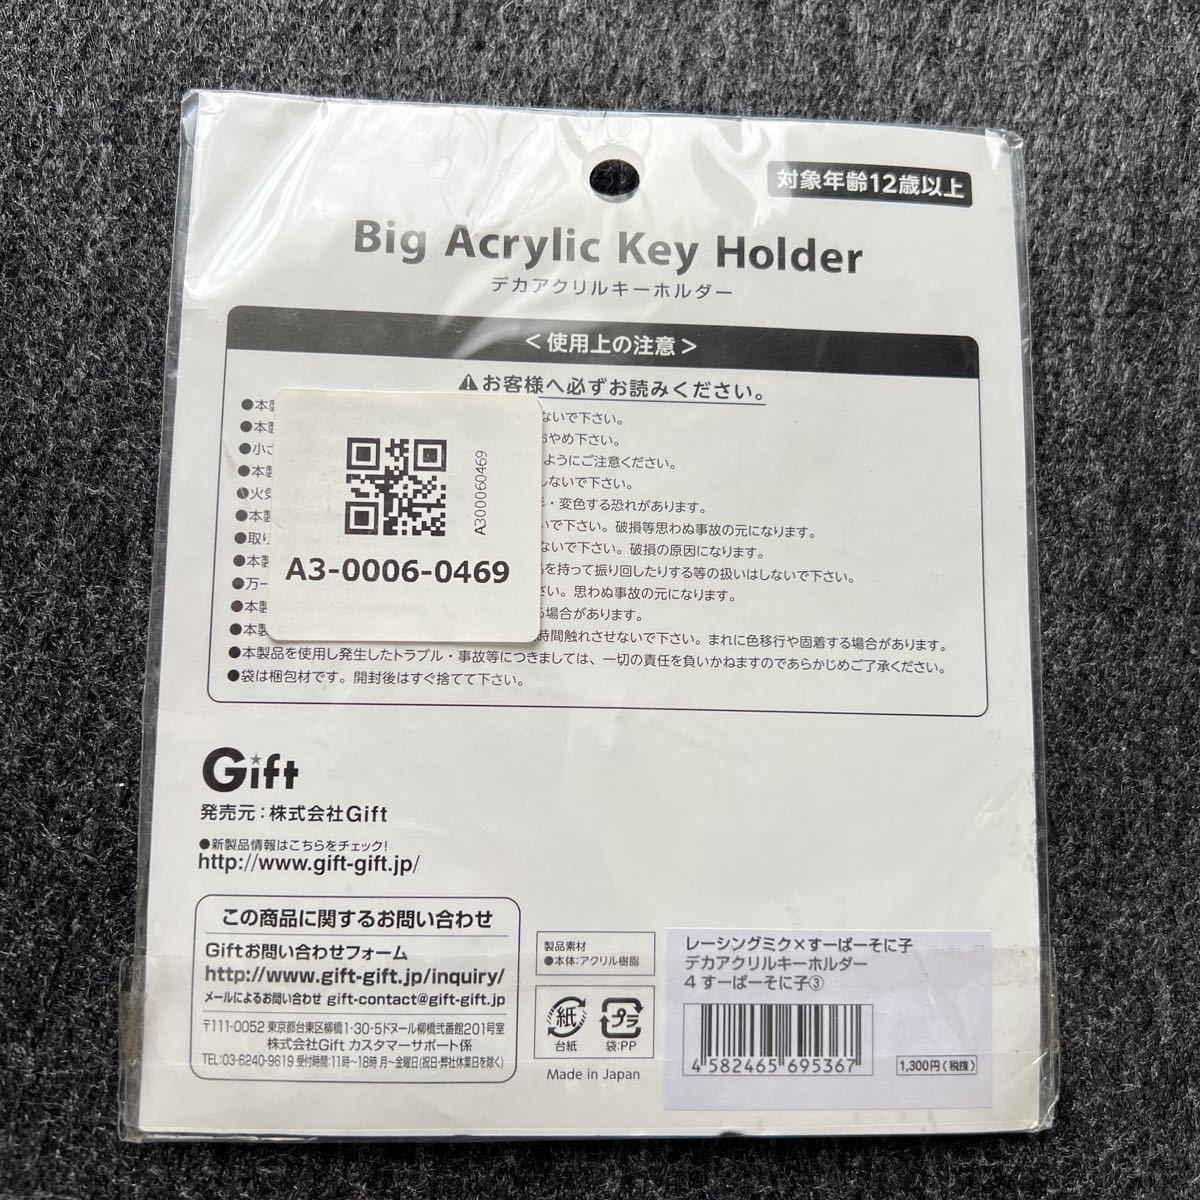 対象年齢12歳以上
Big Acrylic Key Holder
デカアクリルキーホルダー
＜使用上の注意＞
⚠お客様へ必ずお読みください。
●本製 ないで下さい。
●本製 おやめ下さい。
●小さ ようにご注意ください。
●本製 しないで下さい。
●火気 ・変色する恐れがあります。
●本製 いで下さい。破損等思わぬ事故の元になります。
●取り ないで下さい。破損の原因になります。
●本製 を持って振り回したりする等の扱いはしないで下さい。
●万一 さい。思わぬ事故の元になります。
●本製 る場合があります。
●本製 時間触れさせないで下さい。まれに色移行や固着する場合があります。
●本製品を使用し発生したトラブル・事故等につきましては、一切の責任を負いかねますのであらかじめご了承ください。
●袋は梱包材です。開封後はすぐ捨てて下さい。
A300060469
A3-0006-0469
Gift
発売元：株式会社Gift
●新製品情報はこちらをチェック！
http://www.gift-gift.jp/
この商品に関するお問い合わせ
Giftお問い合わせフォーム
http://www.gift-gift.jp/inquiry/
メールによるお問い合わせ gift-contact@gift-gift.jp
〒111-0052 東京都台東区柳橋1-30-5ドヌール柳橋弐番館201号室
株式会社Gift カスタマーサポート係
TEL:03-6240-9619 受付時間:11時〜18時 月〜金曜日(祝日・弊社休業日を除く)
製品素材
●本体：アクリル樹脂
紙 プラ
台紙 袋:PP
Made in Japan
レーシングミク×すーぱーそに子
デカアクリルキーホルダー
4 すーぱーそに子③
4 582465 695367
1,300円（税抜）